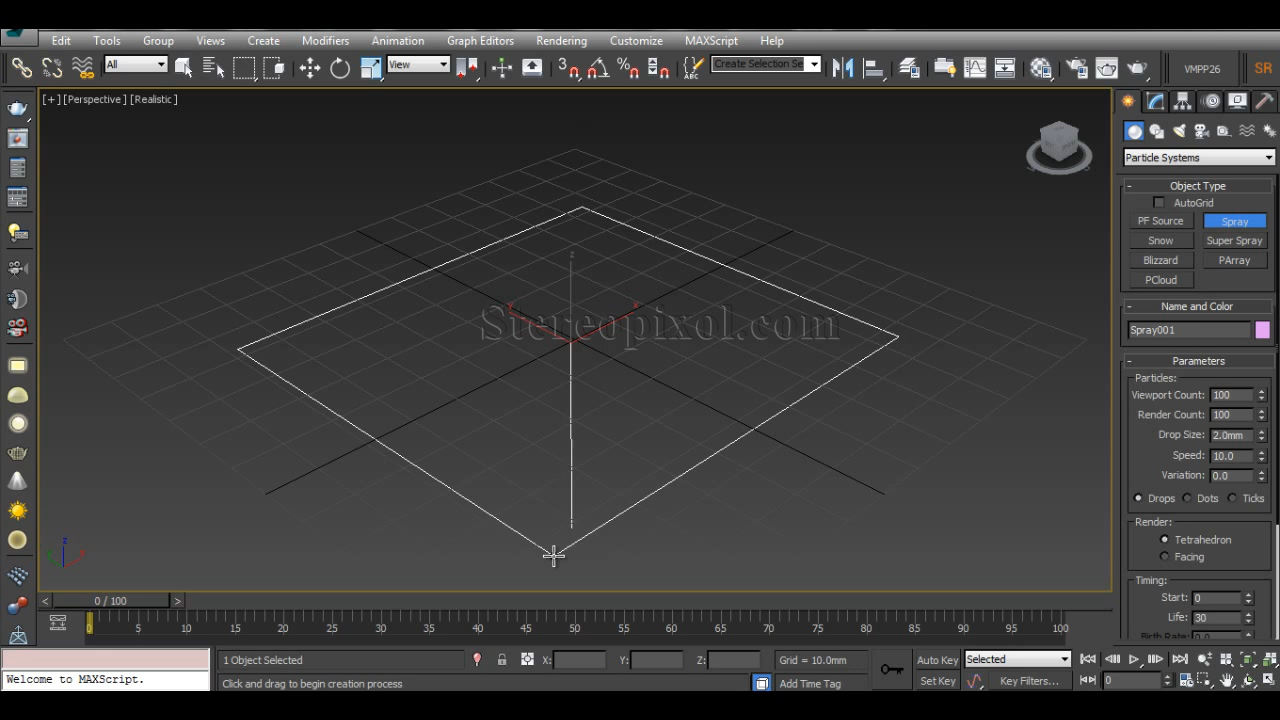 Edit Tools Group Views Create Modifiers Animation Graph Editors Rendering Customize MAXScript Help
All View 3 % ABC Create Selection Se VMPP26 SR
[+] [Perspective] [Realistic]
Particle Systems
- Object Type
AutoGrid
PF Source Spray
Snow Super Spray
Blizzard PArray
PCloud
- Name and Color
Spray001
- Parameters
Particles:
Viewport Count: 100
Render Count: 100
Drop Size: 2.0mm
Speed: 10.0
Variation: 0.0
Drops Dots Ticks
Render:
Tetrahedron
Facing
Timing:
Start: 0
Life: 30
Birth Rate: 0.0
z
x
Stereopixol.com
z
< 0 / 100 >
0 5 10 15 20 25 30 35 40 45 50 55 60 65 70 75 80 85 90 95 100
1 Object Selected X: Y: Z: Grid = 10.0mm Auto Key Selected
Welcome to MAXScript. Click and drag to begin creation process Add Time Tag Set Key Key Filters... 0